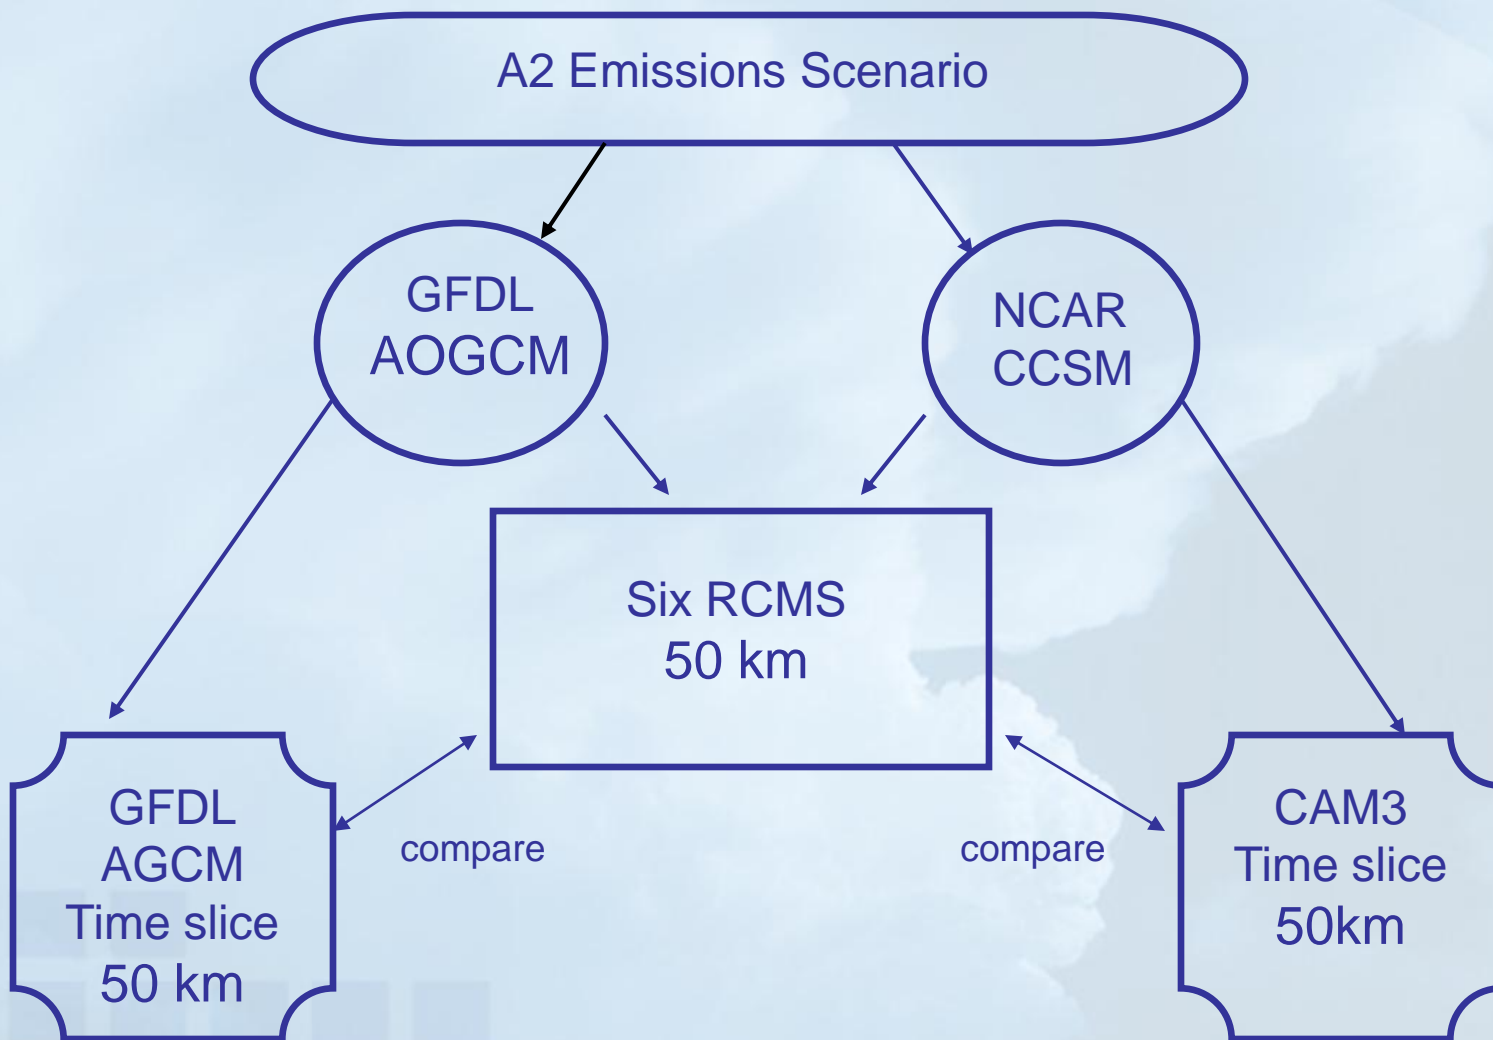 A2 Emissions Scenario
GFDL
AOGCM
NCAR
CCSM
Six RCMS
50 km
GFDL
AGCM
Time slice
50 km
compare
compare
CAM3
Time slice
50km